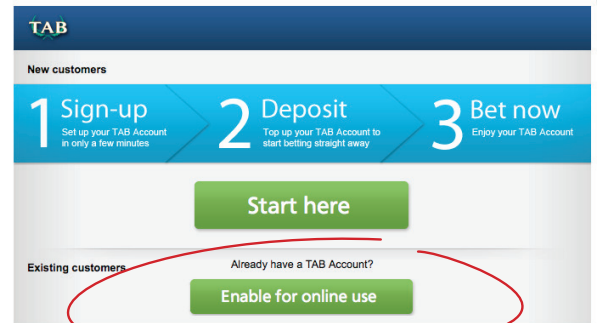 TAB
New customers
1 Sign-up
Set up your TAB Account
in only a few minutes
2 Deposit
Top up your TAB Account to
start betting straight away
3 Bet now
Enjoy your TAB Account
Start here
Existing customers
Already have a TAB Account?
Enable for online use